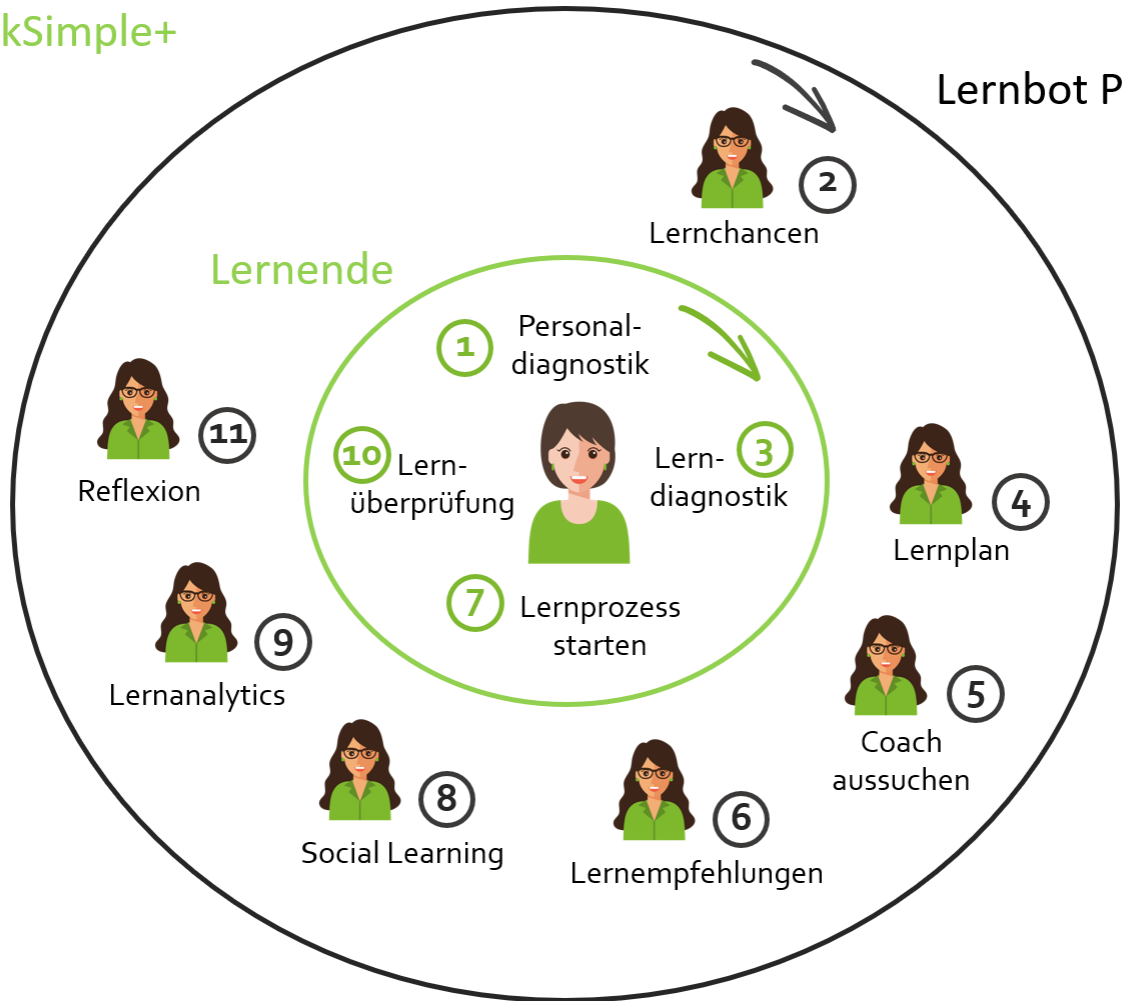 kSimple+
Lernbot P
2
Lernchancen
Lernende
1
Personal-
diagnostik
3
Lern-
diagnostik
4
Lernplan
5
Coach
aussuchen
6
Lernempfehlungen
7
Lernprozess
starten
8
Social Learning
9
Lernanalytics
10
Lern-
überprüfung
11
Reflexion